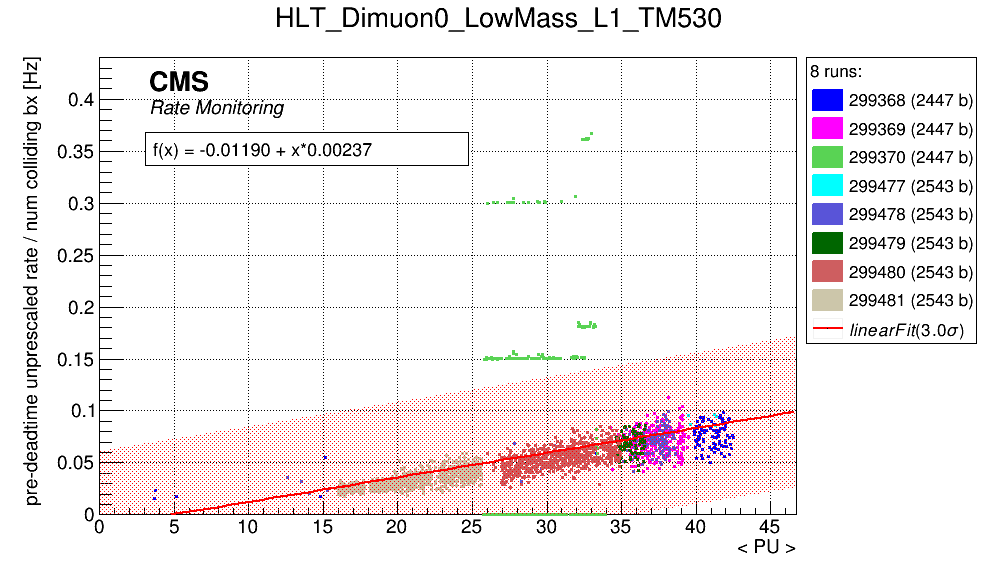 HLT_Dimuon0_LowMass_L1_TM530
pre-deadtime unprescaled rate / num colliding bx [Hz]
CMS
Rate Monitoring
f(x) = -0.01190 + x*0.00237
0.4
0.35
0.3
0.25
0.2
0.15
0.1
0.05
0
0 5 10 15 20 25 30 35 40 45
< PU >
8 runs:
299368 (2447 b)
299369 (2447 b)
299370 (2447 b)
299477 (2543 b)
299478 (2543 b)
299479 (2543 b)
299480 (2543 b)
299481 (2543 b)
linearFit(3.0σ)